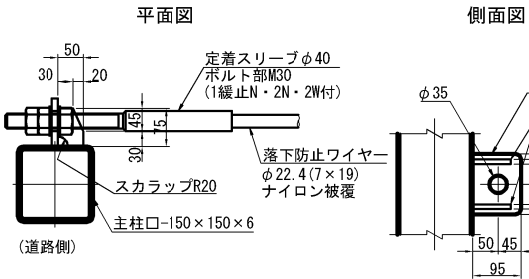 平面図
側面図
50
30
20
定着スリーブφ40
ボルト部M30
(1緩止N・2N・2W付)
45
75
30
φ35
落下防止ワイヤー
φ22.4(7×19)
ナイロン被覆
スカラップR20
主柱口-150×150×6
(道路側)
50
45
95